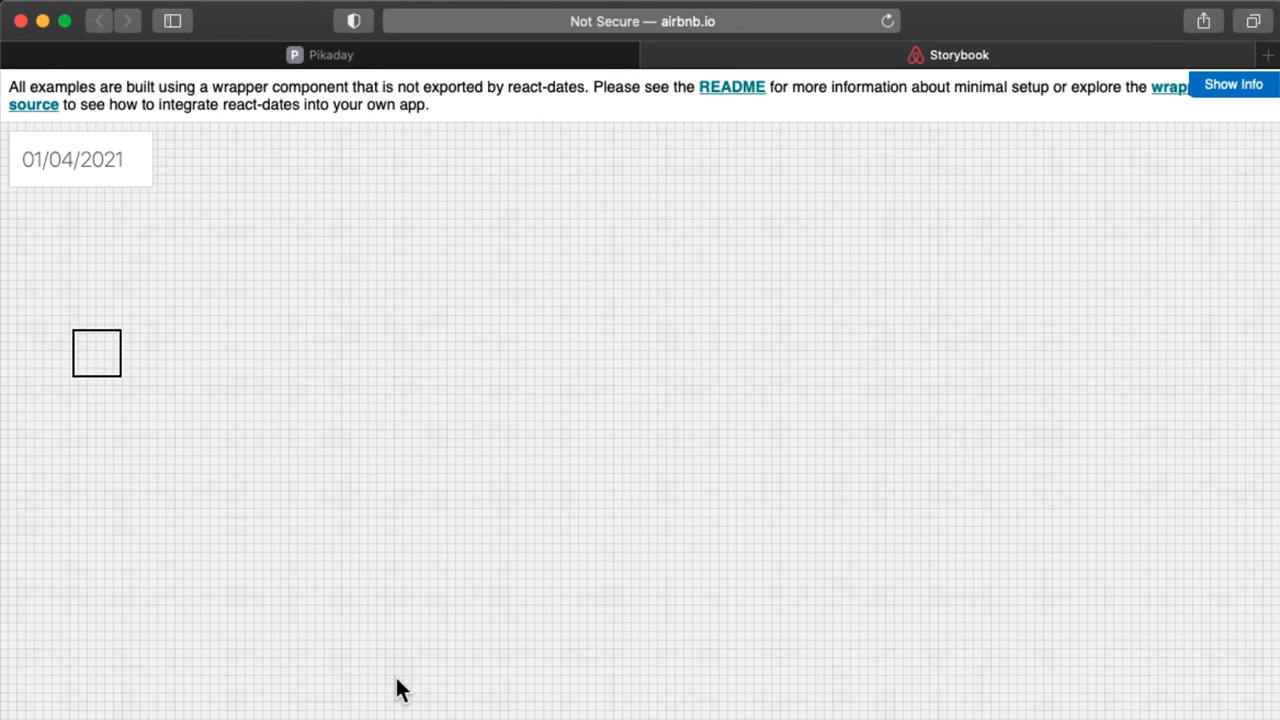 Not Secure — airbnb.io
P Pikaday
Storybook
All examples are built using a wrapper component that is not exported by react-dates. Please see the README for more information about minimal setup or explore the
Show Info
source to see how to integrate react-dates into your own app.
01/04/2021